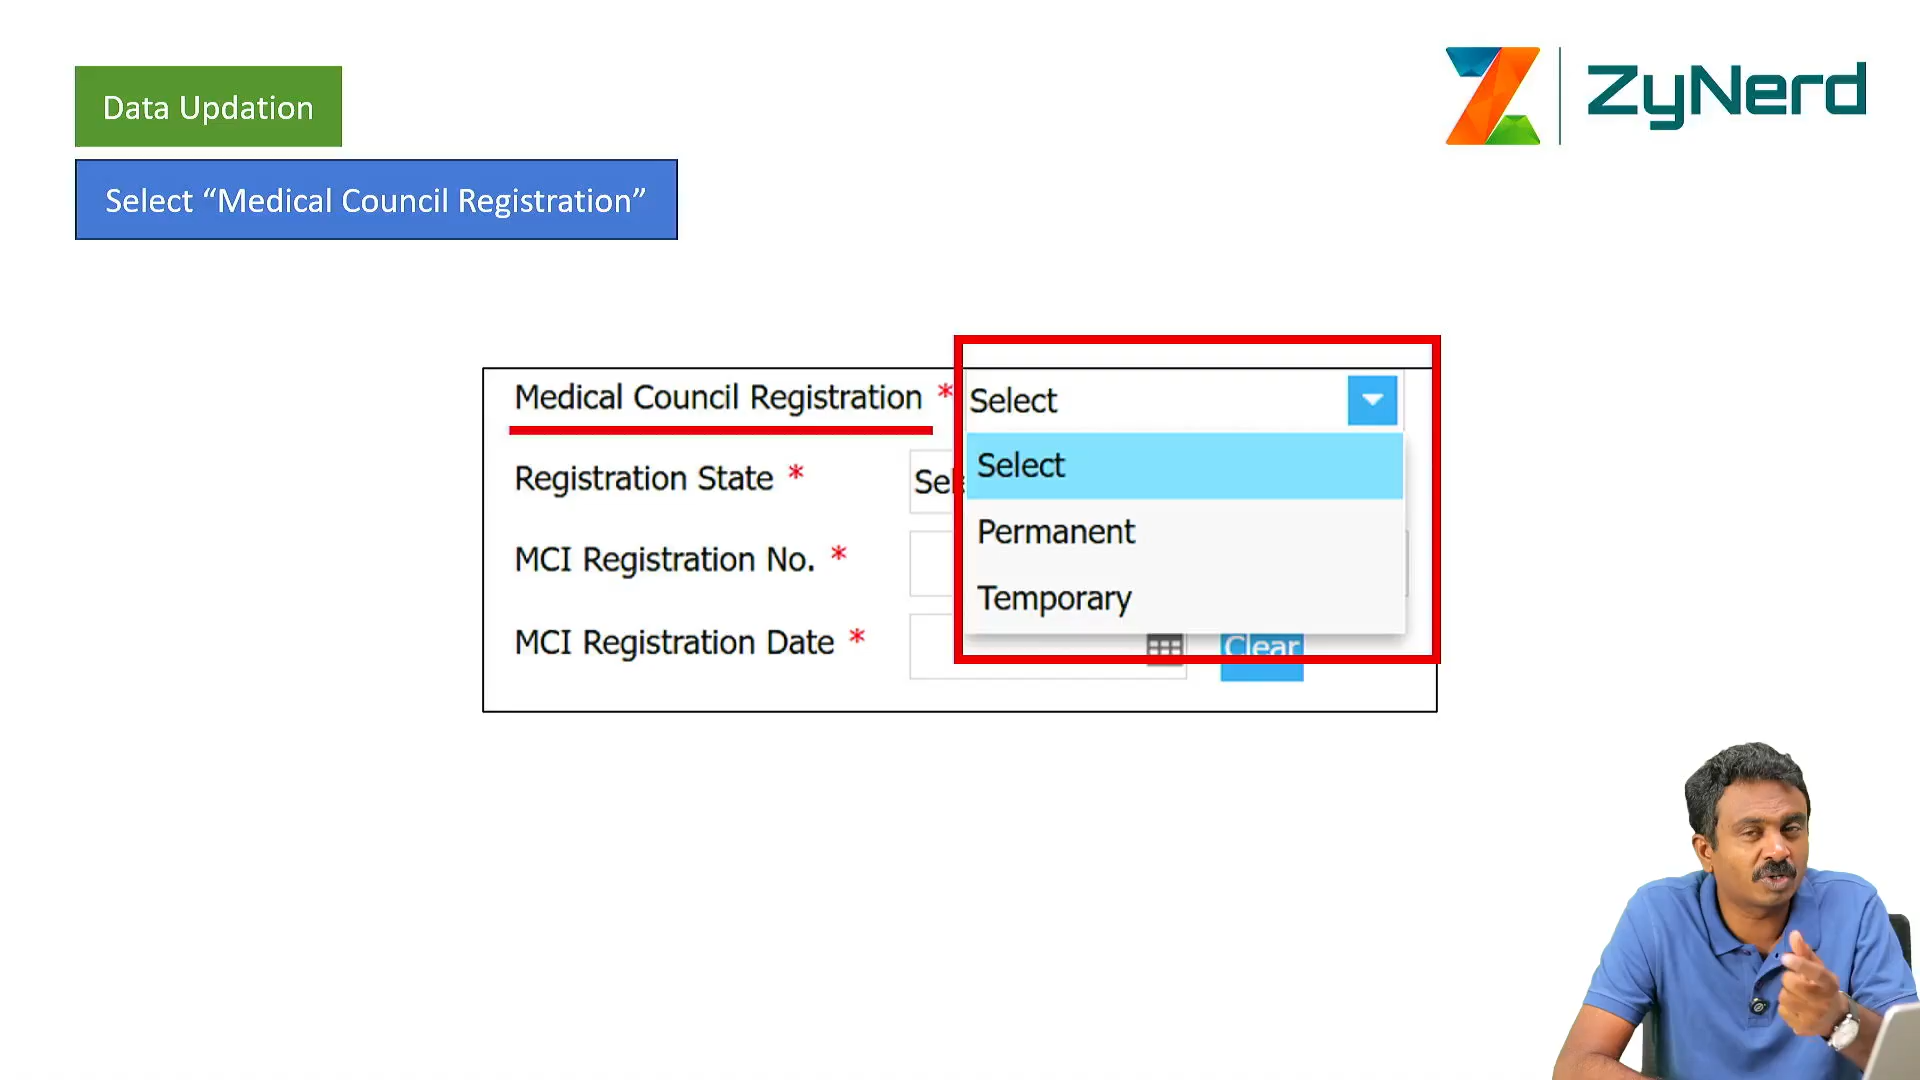 Data Updation
ZyNerd
Select “Medical Council Registration”
Medical Council Registration * Select
Select
Registration State *
Permanent
MCI Registration No. *
Temporary
MCI Registration Date *
Clear